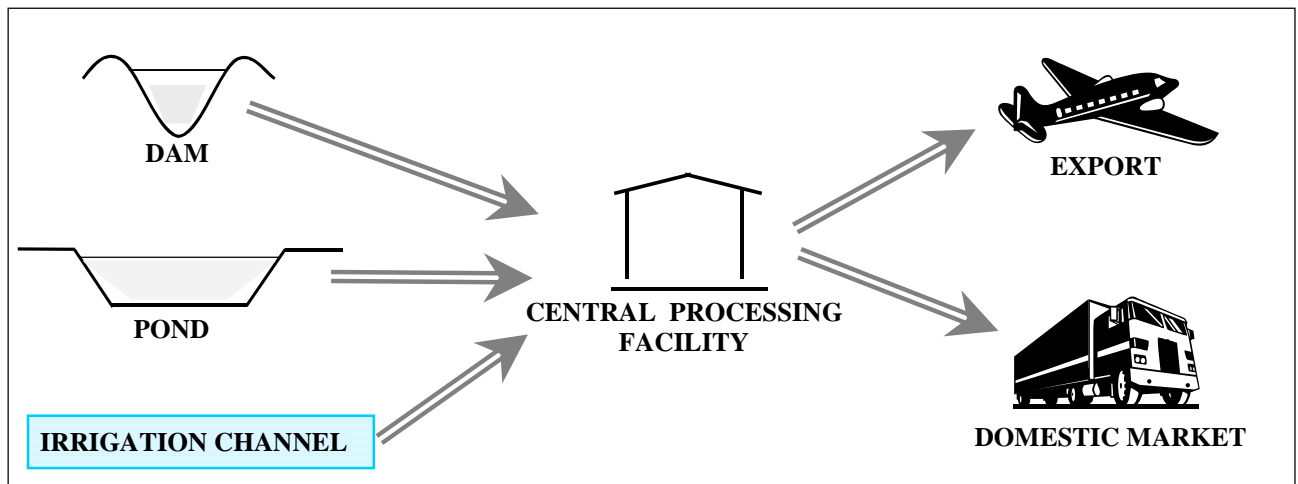 DAM
POND
IRRIGATION CHANNEL
CENTRAL PROCESSING
FACILITY
EXPORT
DOMESTIC MARKET